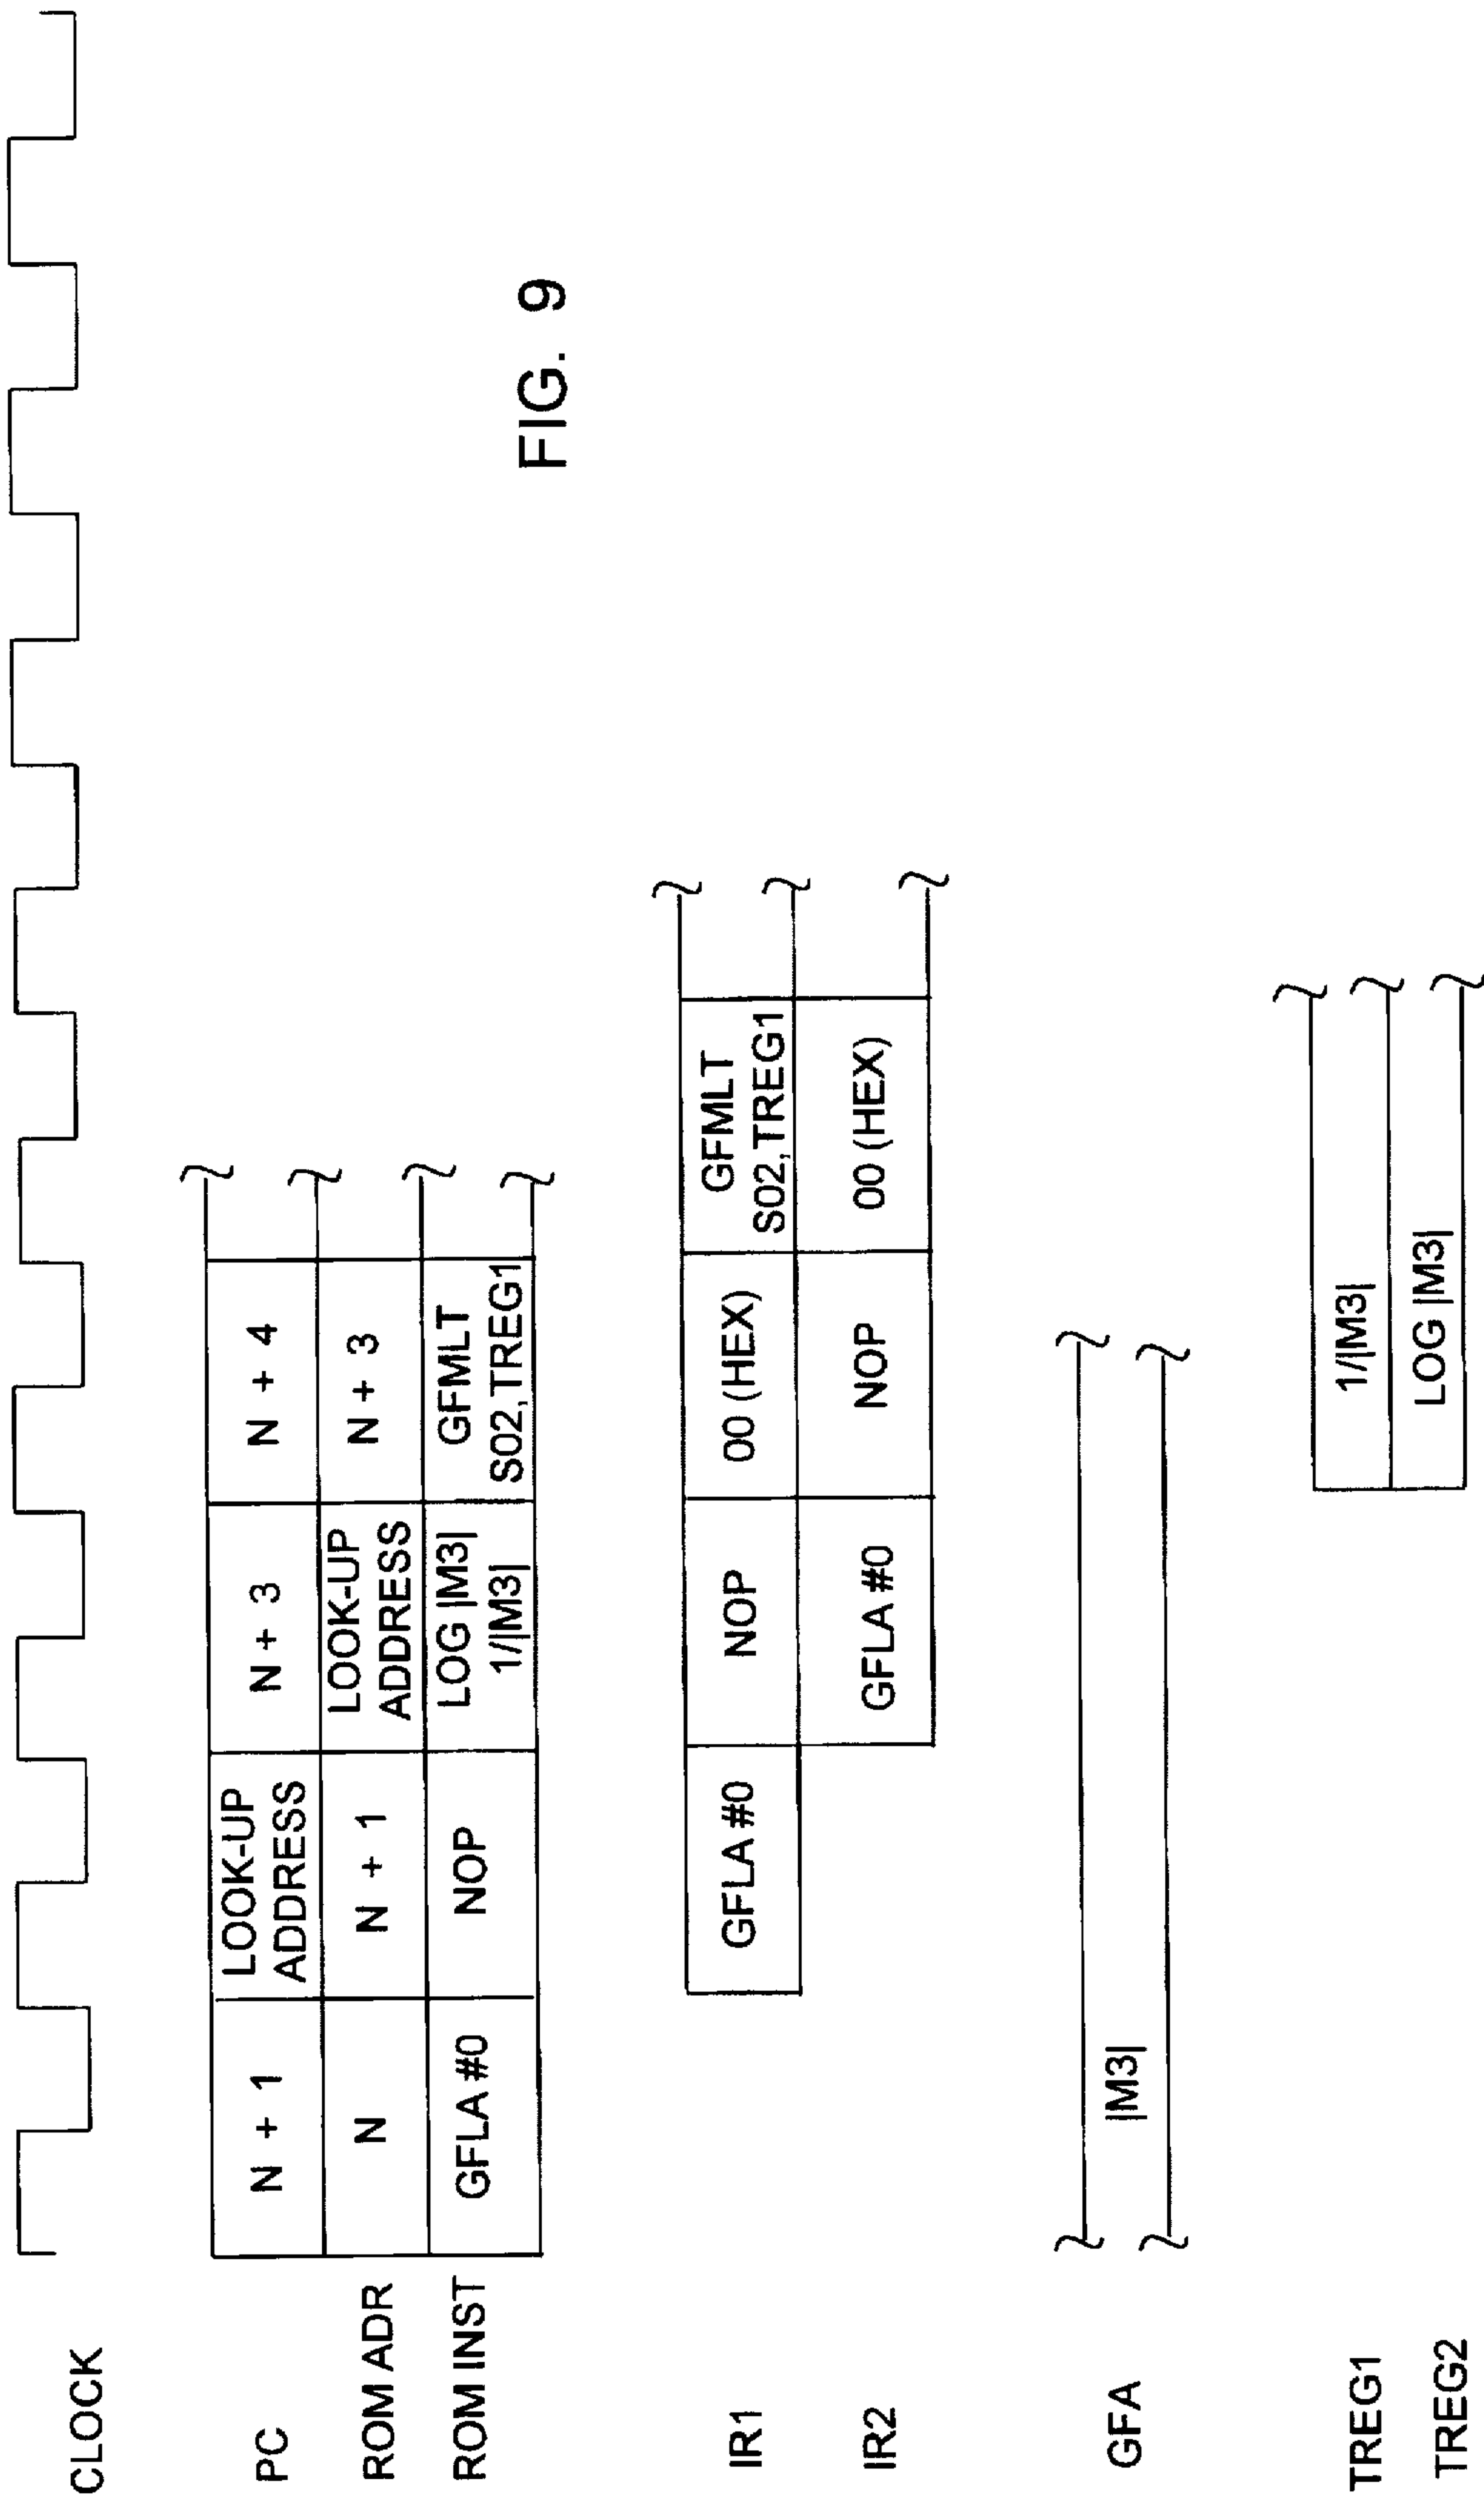 CLOCK
PC
N + 1
LOOK-UP
ADDRESS
N + 3
N + 4
ROM ADR
N
N + 1
LOOK-UP
ADDRESS
N + 3
ROM INST
GFLA #0
NOP
LOG |M3|
1/|M3|
GFMLT
S02,TREG1
FIG. 9
IR1
GFLA #0
NOP
00 (HEX)
GFMLT
S02,TREG1
IR2
GFLA #0
NOP
00 (HEX)
GFA
|M3|
TREG1
1/|M3|
TREG2
LOG |M3|